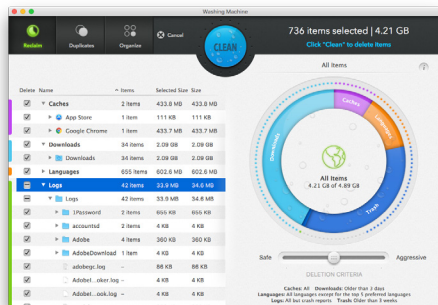 Washing Machine
Reclaim
Duplicates
Organize
Cancel
CLEAN
736 items selected | 4.21 GB
Click "Clean" to delete items
All Items
Delete Name Items Selected Size Size
Caches 2 items 433.8 MB 433.8 MB
App Store 1 item 111 KB 111 KB
Google Chrome 1 item 433.7 MB 433.7 MB
Downloads 34 items 2.09 GB 2.09 GB
Downloads 34 items 2.09 GB 2.09 GB
Languages 655 items 602.6 MB 602.6 MB
Logs 42 items 33.9 MB 34.6 MB
Logs 42 items 33.9 MB 34.6 MB
1Password 2 items 655 KB 655 KB
accountsd 2 items 4 KB 4 KB
Adobe 4 items 360 KB 360 KB
AdobeDownload 1 item 4 KB 4 KB
adobegc.log – 86 KB 86 KB
Adobel...oker.log – 4 KB 4 KB
Adobel...ook.log – 4 KB 4 KB
Caches
Languages
Downloads
Trash
All Items
4.21 GB of 4.89 GB
Safe
Aggressive
DELETION CRITERIA
Caches: All Downloads: Older than 3 days
Languages: All languages except for the top 5 preferred languages
Logs: All but crash reports Trash: Older than 3 weeks